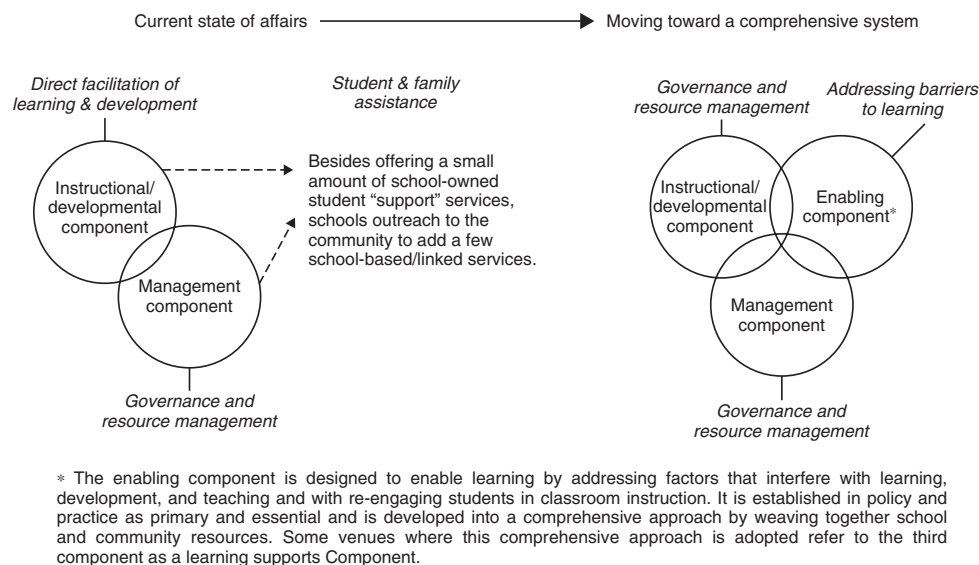 Current state of affairs
Moving toward a comprehensive system
Direct facilitation of
learning & development
Student & family
assistance
Instructional/
developmental
component
Management
component
Besides offering a small
amount of school-owned
student “support” services,
schools outreach to the
community to add a few
school-based/linked services.
Governance and
resource management
Governance and
resource management
Addressing barriers
to learning
Instructional/
developmental
component
Enabling
component*
Management
component
Governance and
resource management
* The enabling component is designed to enable learning by addressing factors that interfere with learning,
development, and teaching and with re-engaging students in classroom instruction. It is established in policy and
practice as primary and essential and is developed into a comprehensive approach by weaving together school
and community resources. Some venues where this comprehensive approach is adopted refer to the third
component as a learning supports Component.